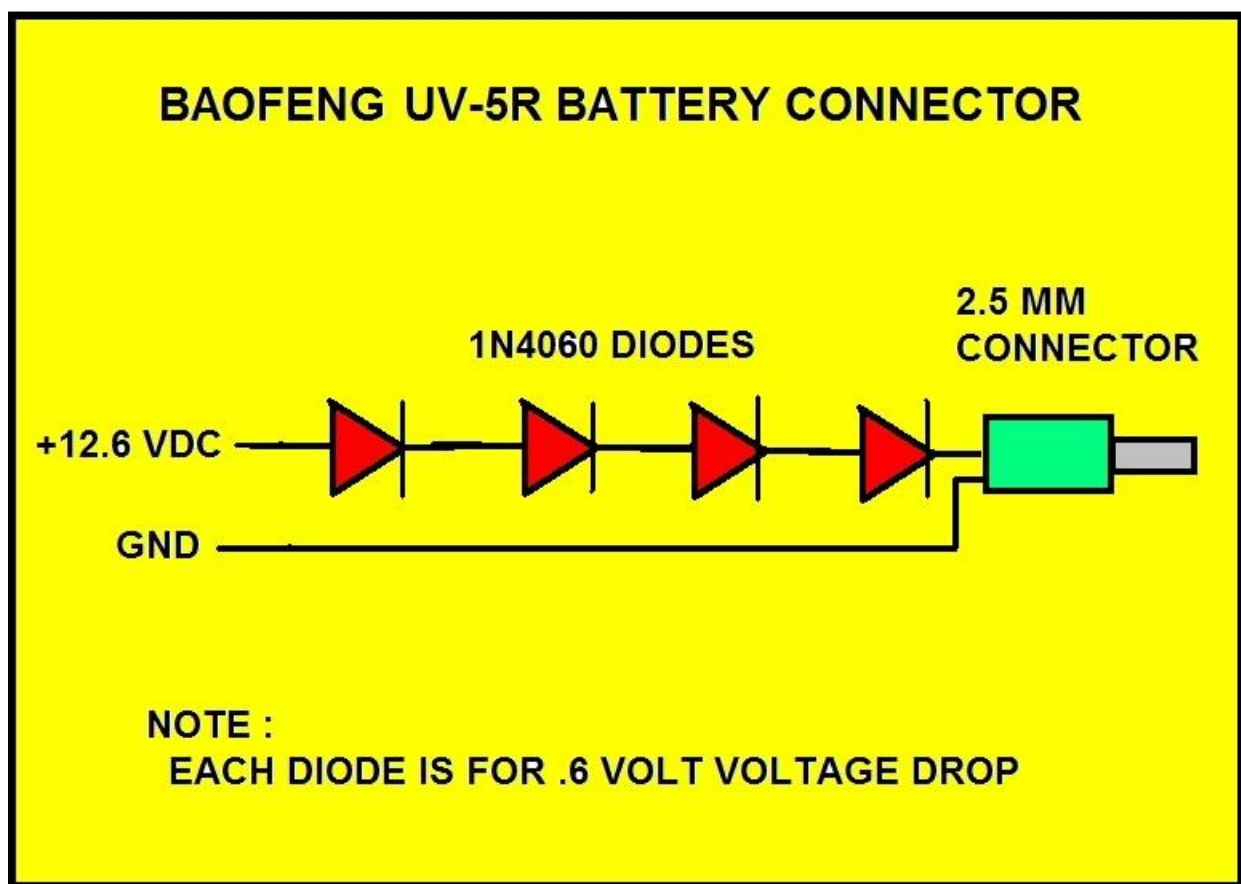 BAOFENG UV-5R BATTERY CONNECTOR
2.5 MM
CONNECTOR
1N4060 DIODES
+12.6 VDC
GND
NOTE :
EACH DIODE IS FOR .6 VOLT VOLTAGE DROP